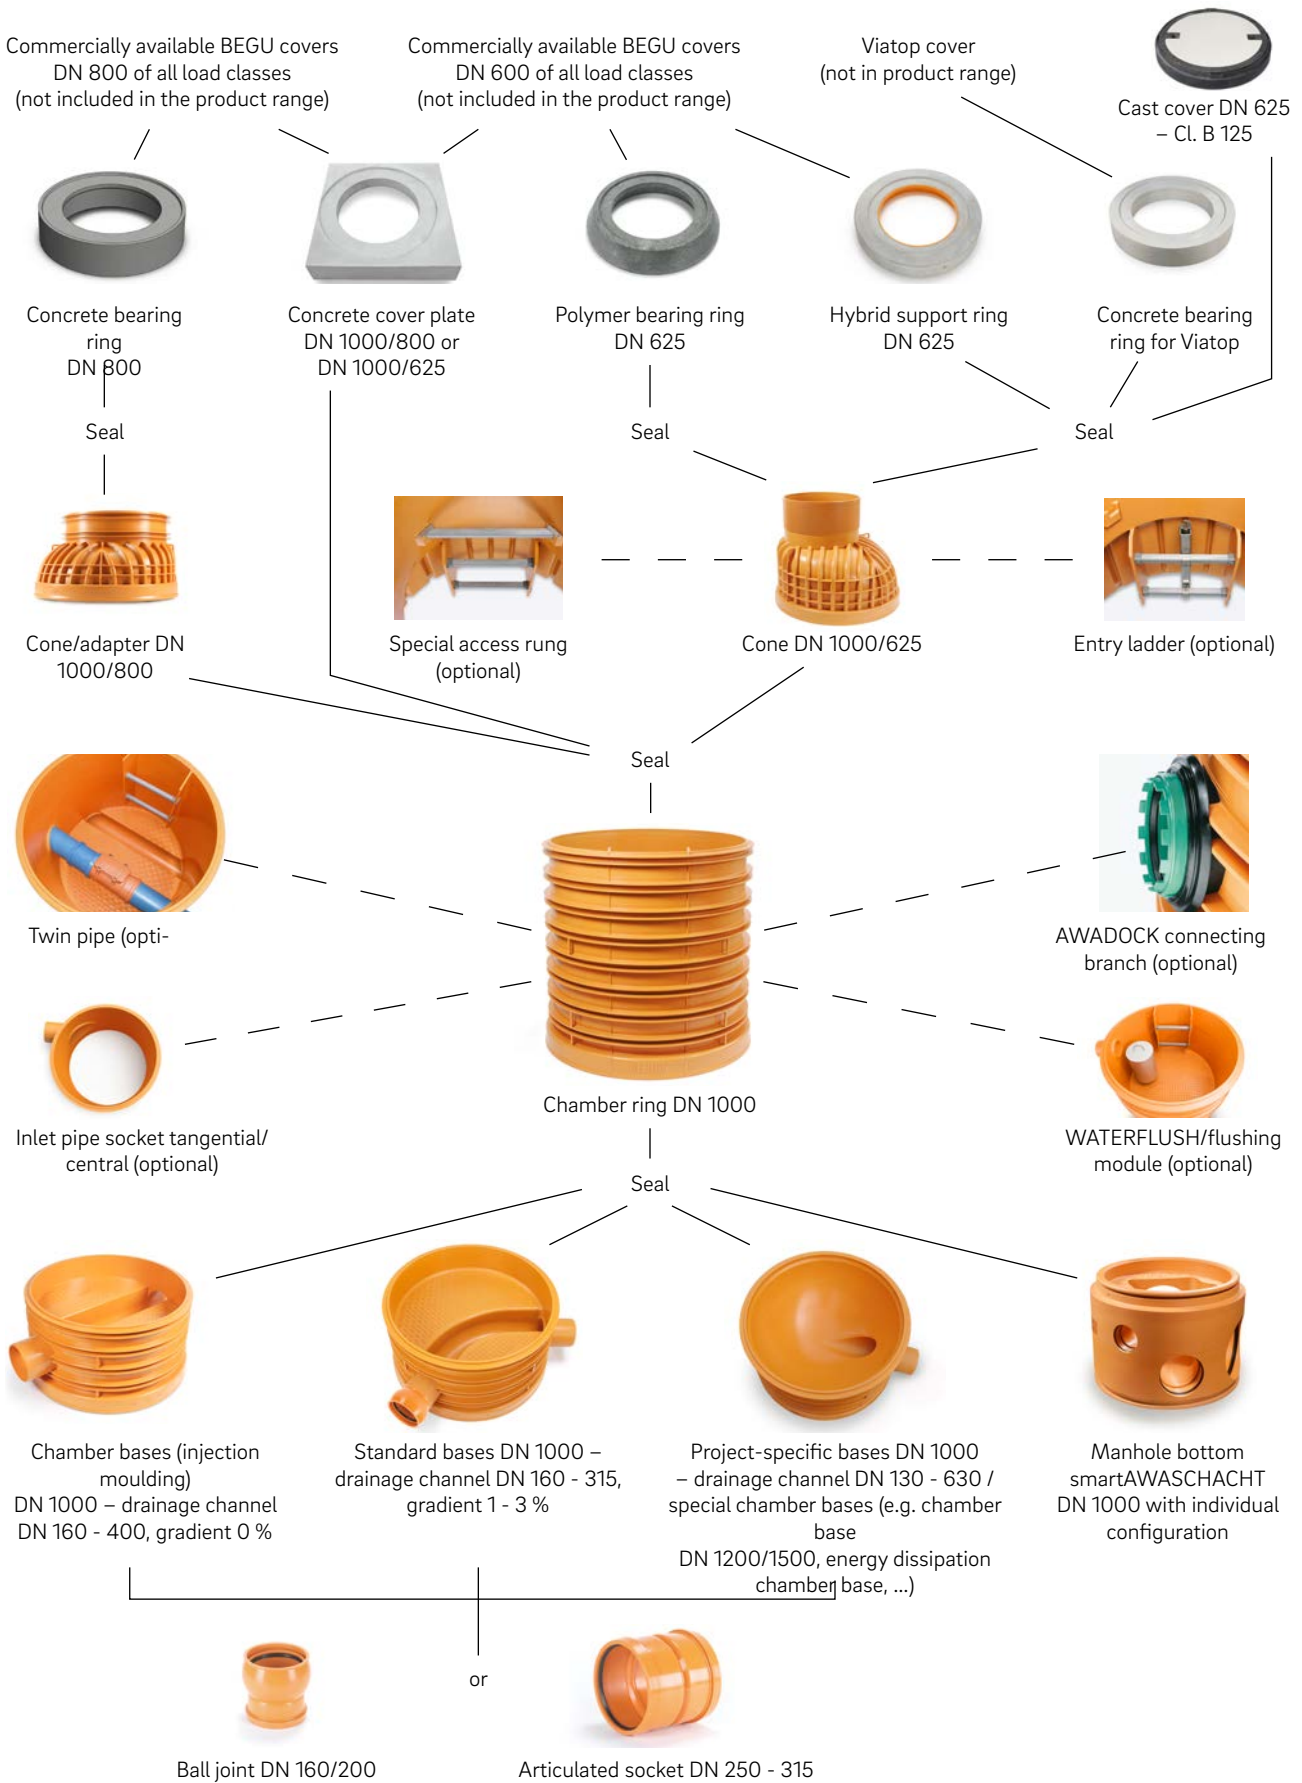 Commercially available BEGU covers
DN 800 of all load classes
(not included in the product range)
Commercially available BEGU covers
DN 600 of all load classes
(not included in the product range)
Viatop cover
(not in product range)
Cast cover DN 625
– Cl. B 125
Concrete bearing
ring
DN 800
Concrete cover plate
DN 1000/800 or
DN 1000/625
Polymer bearing ring
DN 625
Hybrid support ring
DN 625
Concrete bearing
ring for Viatop
Seal
Seal
Seal
Cone/adapter DN
1000/800
Special access rung
(optional)
Cone DN 1000/625
Entry ladder (optional)
Seal
Twin pipe (opti-
AWADOCK connecting
branch (optional)
Inlet pipe socket tangential/
central (optional)
Chamber ring DN 1000
WATERFLUSH/flushing
module (optional)
Seal
Chamber bases (injection
moulding)
DN 1000 – drainage channel
DN 160 - 400, gradient 0 %
Standard bases DN 1000 –
drainage channel DN 160 - 315,
gradient 1 - 3 %
Project-specific bases DN 1000
– drainage channel DN 130 - 630 /
special chamber bases (e.g. chamber
base
DN 1200/1500, energy dissipation
chamber base, ...)
Manhole bottom
smartAWASCHACHT
DN 1000 with individual
configuration
or
Ball joint DN 160/200
Articulated socket DN 250 - 315